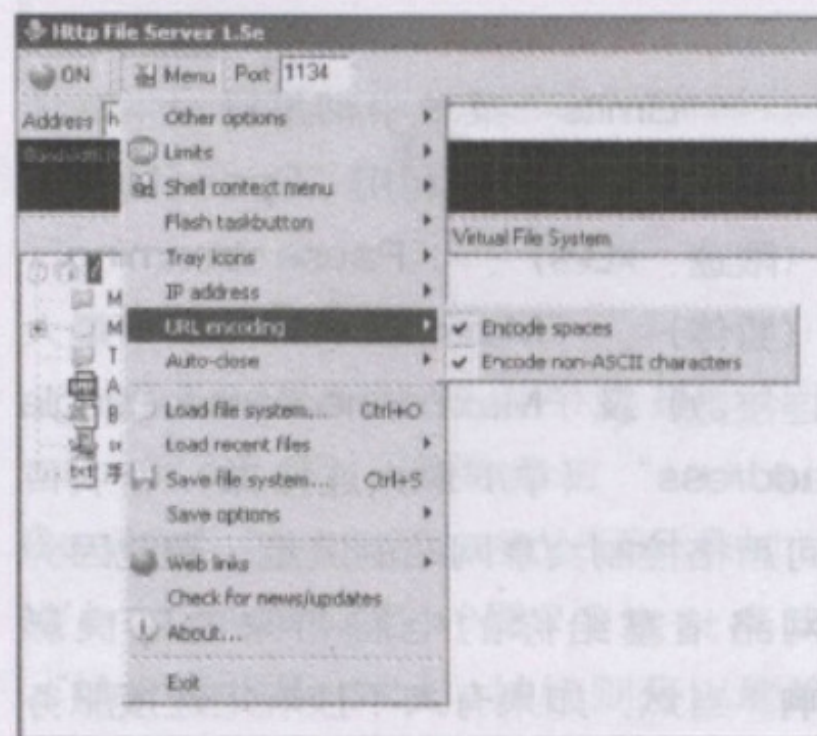 Http File Server 1.5e
ON Menu Port 1134
Address h
Other options
Limits
Shell context menu
Flash taskbutton
Virtual File System
Tray icons
IP address
M
URL encoding
M
Encode spaces
Auto-close
T
Encode non-ASCII characters
A
Load file system... Ctrl+O
B
Load recent files
Save file system... Ctrl+S
Save options
Web links
Check for news/updates
About...
Exit